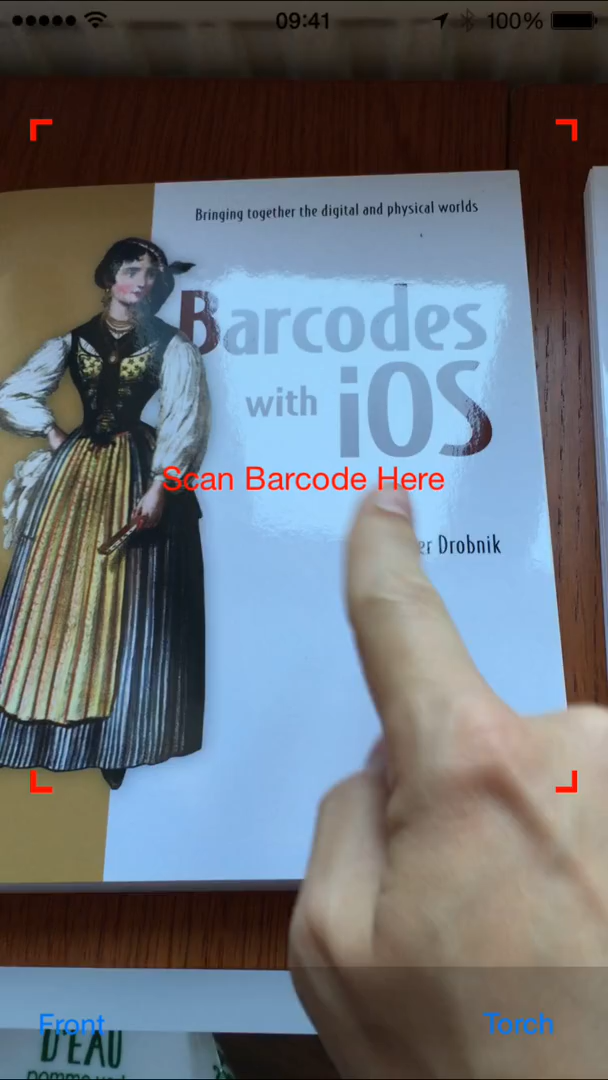 09:41
100%
Bringing together the digital and physical worlds
Barcodes
with iOS
Scan Barcode Here
er Drobnik
Front
Torch
D'EAU